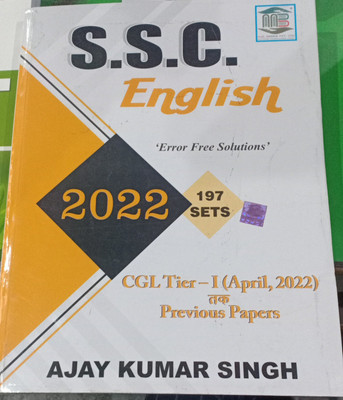 S.S.C.
English
‘Error Free Solutions’
2022
197
SETS
CGL Tier – I (April, 2022)
तक
Previous Papers
AJAY KUMAR SINGH